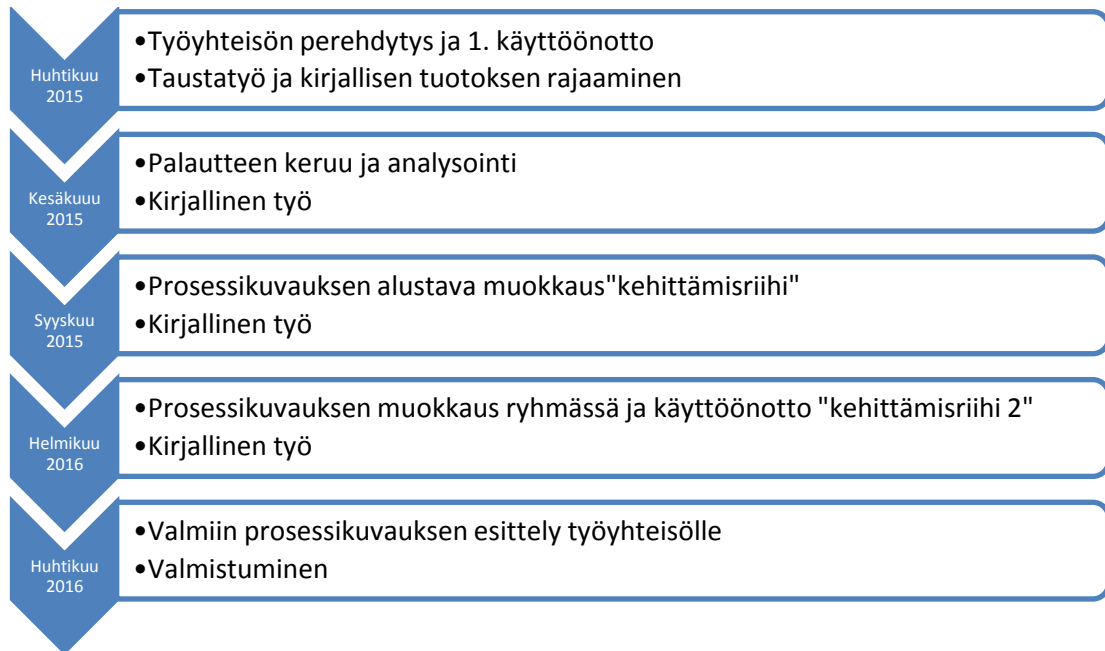 Huhtikuu
2015
•Työyhteisön perehdytys ja 1. käyttöönotto
•Taustatyö ja kirjallisen tuotoksen rajaaminen
Kesäkuuu
2015
•Palautteen keruu ja analysointi
•Kirjallinen työ
Syyskuu
2015
•Prosessikuvauksen alustava muokkaus"kehittämisriihi"
•Kirjallinen työ
Helmikuu
2016
•Prosessikuvauksen muokkaus ryhmässä ja käyttöönotto "kehittämisriihi 2"
•Kirjallinen työ
Huhtikuu
2016
•Valmiin prosessikuvauksen esittely työyhteisölle
•Valmistuminen